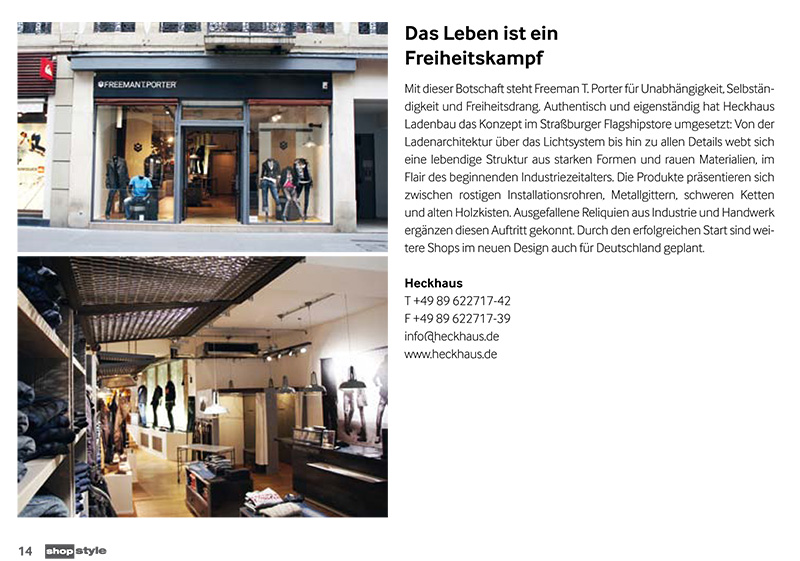 FREEMAN T. PORTER
Das Leben ist ein
Freiheitskampf
Mit dieser Botschaft steht Freeman T. Porter für Unabhängigkeit, Selbstän-
digkeit und Freiheitsdrang. Authentisch und eigenständig hat Heckhaus
Ladenbau das Konzept im Straßburger Flagshipstore umgesetzt: Von der
Ladenarchitektur über das Lichtsystem bis hin zu allen Details webt sich
eine lebendige Struktur aus starken Formen und rauen Materialien, im
Flair des beginnenden Industriezeitalters. Die Produkte präsentieren sich
zwischen rostigen Installationsrohren, Metallgittern, schweren Ketten
und alten Holzkisten. Ausgefallene Reliquien aus Industrie und Handwerk
ergänzen diesen Auftritt gekonnt. Durch den erfolgreichen Start sind wei-
tere Shops im neuen Design auch für Deutschland geplant.
Heckhaus
T +49 89 622717-42
F +49 89 622717-39
info@heckhaus.de
www.heckhaus.de
14 shop style